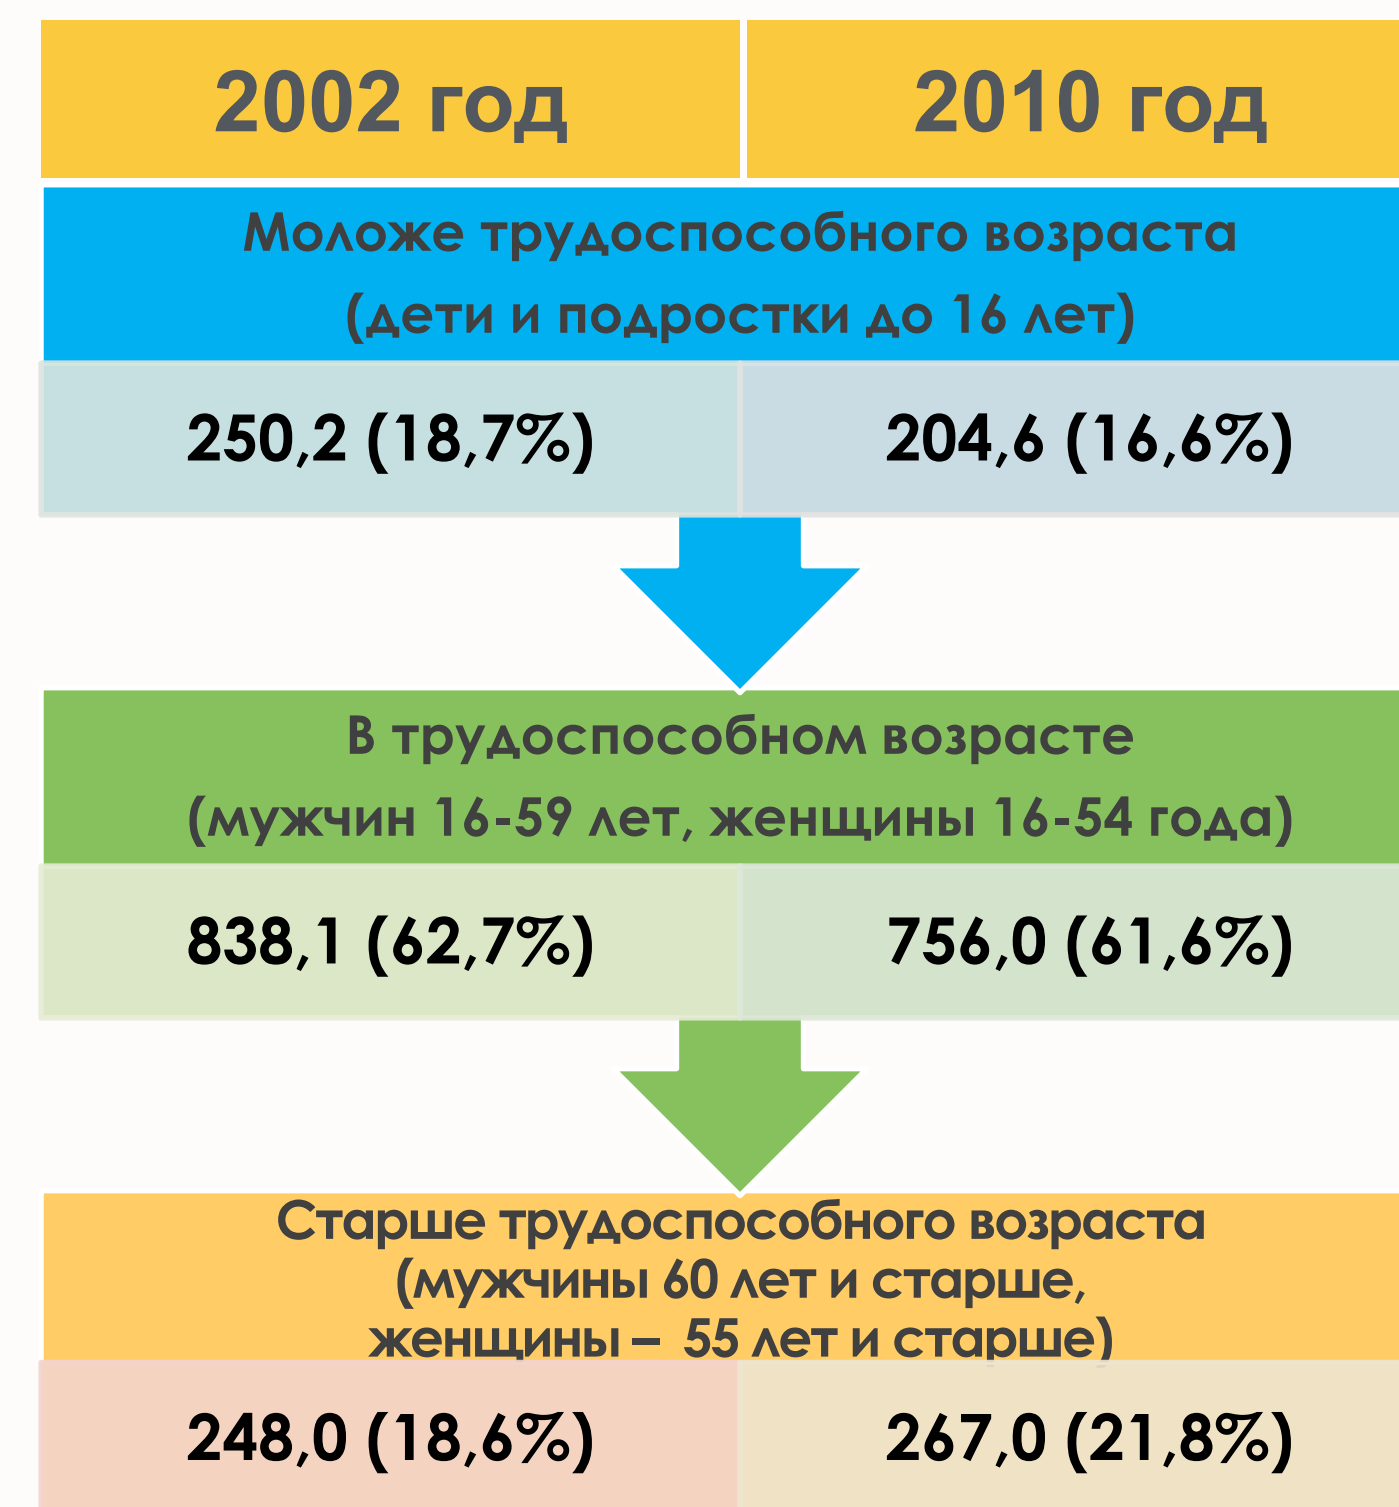 2002 год 2010 год
Моложе трудоспособного возраста
(дети и подростки до 16 лет)
250,2 (18,7%) 204,6 (16,6%)
В трудоспособном возрасте
(мужчин 16-59 лет, женщины 16-54 года)
838,1 (62,7%) 756,0 (61,6%)
Старше трудоспособного возраста
(мужчины 60 лет и старше,
женщины – 55 лет и старше)
248,0 (18,6%) 267,0 (21,8%)